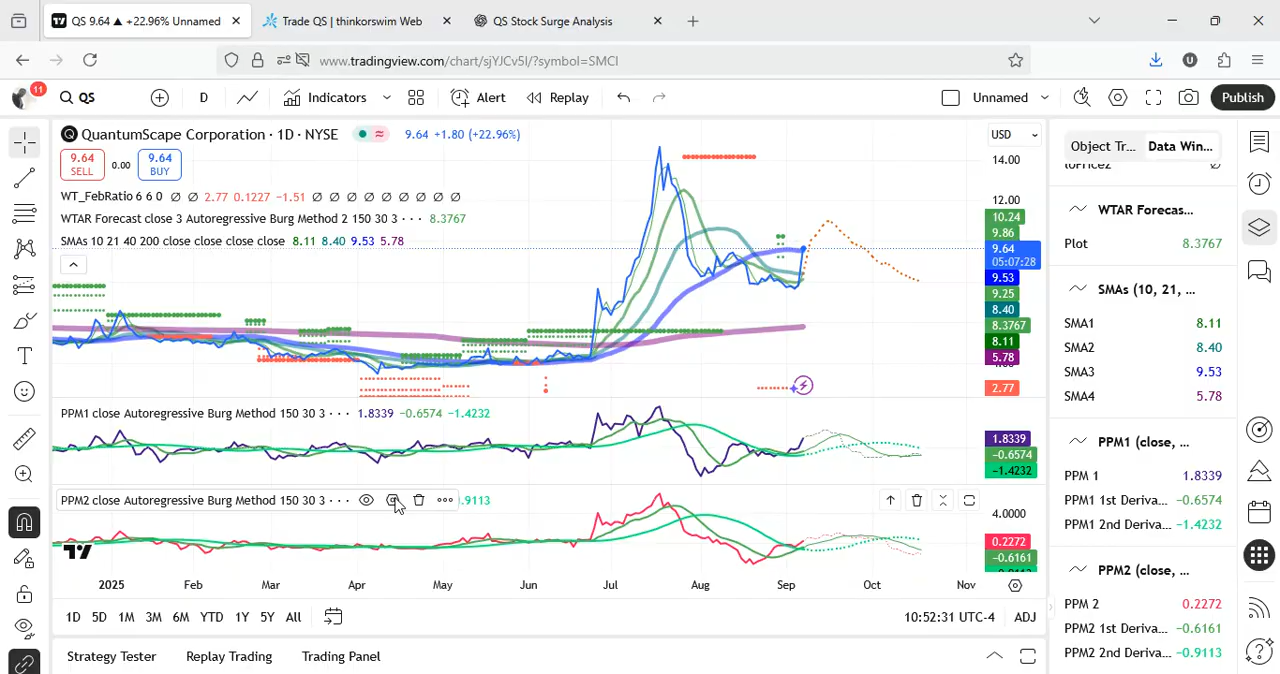 QS 9.64 ▲ +22.96% Unnamed
Trade QS | thinkorswim Web
QS Stock Surge Analysis
www.tradingview.com/chart/sjYJCv5I/?symbol=SMCI
U
11
QS
D
Indicators
Alert
Replay
Unnamed
Publish
QuantumScape Corporation · 1D · NYSE
9.64 +1.80 (+22.96%)
USD
9.64
SELL
0.00
9.64
BUY
WT_FebRatio 6 6 0 Ø Ø 2.77 0.1227 −1.51 Ø Ø Ø Ø Ø Ø Ø Ø Ø
WTAR Forecast close 3 Autoregressive Burg Method 2 150 30 3 · · · 8.3767
SMAs 10 21 40 200 close close close close 8.11 8.40 9.53 5.78
14.00
12.00
10.24
9.86
9.64
05:07:28
9.53
9.25
8.40
8.3767
8.11
5.78
2.77
PPM1 close Autoregressive Burg Method 150 30 3 · · · 1.8339 −0.6574 −1.4232
1.8339
−0.6574
−1.4232
PPM2 close Autoregressive Burg Method 150 30 3 · · · 0.9113
4.0000
0.2272
−0.6161
2025 Feb Mar Apr May Jun Jul Aug Sep Oct Nov
1D 5D 1M 3M 6M YTD 1Y 5Y All
10:52:31 UTC-4
ADJ
Strategy Tester
Replay Trading
Trading Panel
Object Tr...
Data Win...
Ø
WTAR Forecas...
Plot 8.3767
SMAs (10, 21, ...
SMA1 8.11
SMA2 8.40
SMA3 9.53
SMA4 5.78
PPM1 (close, ...
PPM 1 1.8339
PPM1 1st Deriva... −0.6574
PPM1 2nd Deriva... −1.4232
PPM2 (close, ...
PPM 2 0.2272
PPM2 1st Deriva... −0.6161
PPM2 2nd Deriva... −0.9113